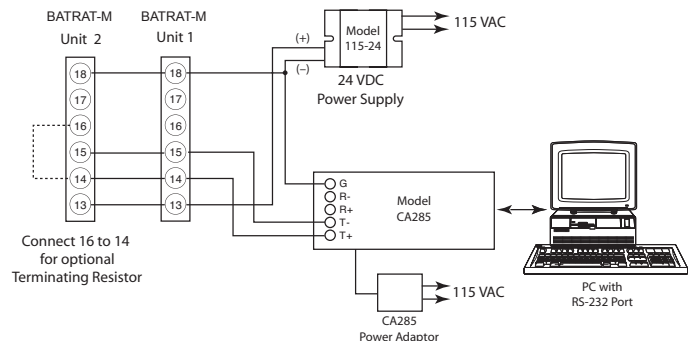 BATRAT-M
Unit 2
BATRAT-M
Unit 1
18
17
16
15
14
13
18
17
16
15
14
13
Connect 16 to 14
for optional
Terminating Resistor
(+)
(–)
Model
115-24
115 VAC
24 VDC
Power Supply
G
R-
R+
T-
T+
Model
CA285
115 VAC
CA285
Power Adaptor
PC with
RS-232 Port